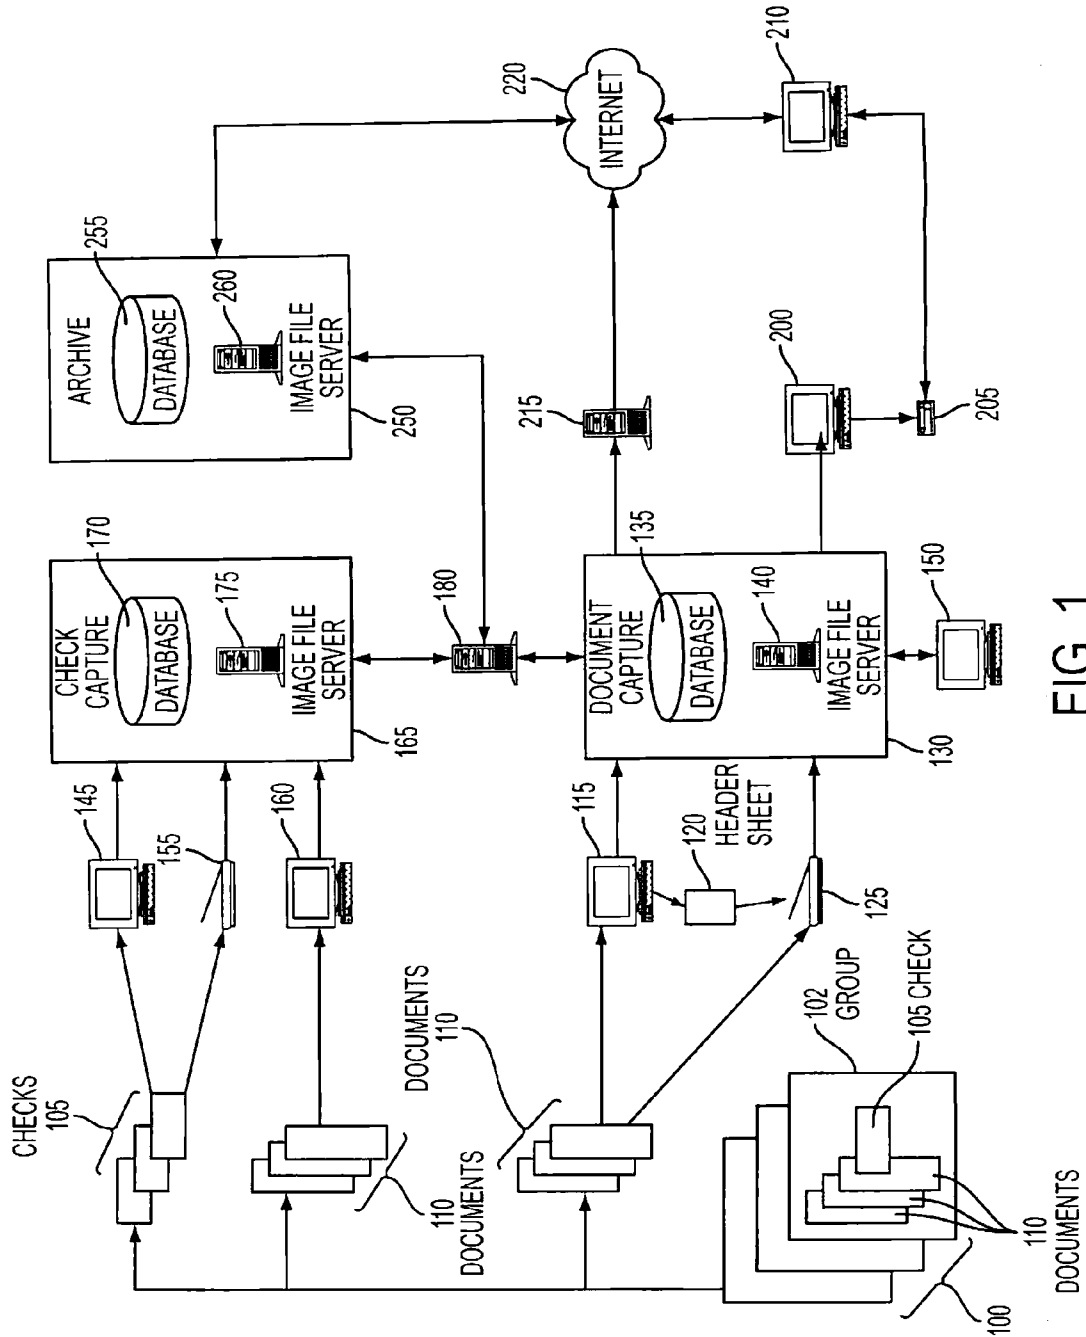 CHECKS
105
145
155
160
CHECK
CAPTURE
170
DATABASE
175
IMAGE FILE
SERVER
165
ARCHIVE
255
DATABASE
260
IMAGE FILE
SERVER
250
180
110
DOCUMENTS
DOCUMENTS
110
115
120
HEADER
SHEET
125
DOCUMENT
CAPTURE
135
DATABASE
140
IMAGE FILE
SERVER
130
150
215
220
INTERNET
210
200
205
100
102
GROUP
105 CHECK
110
DOCUMENTS
FIG. 1